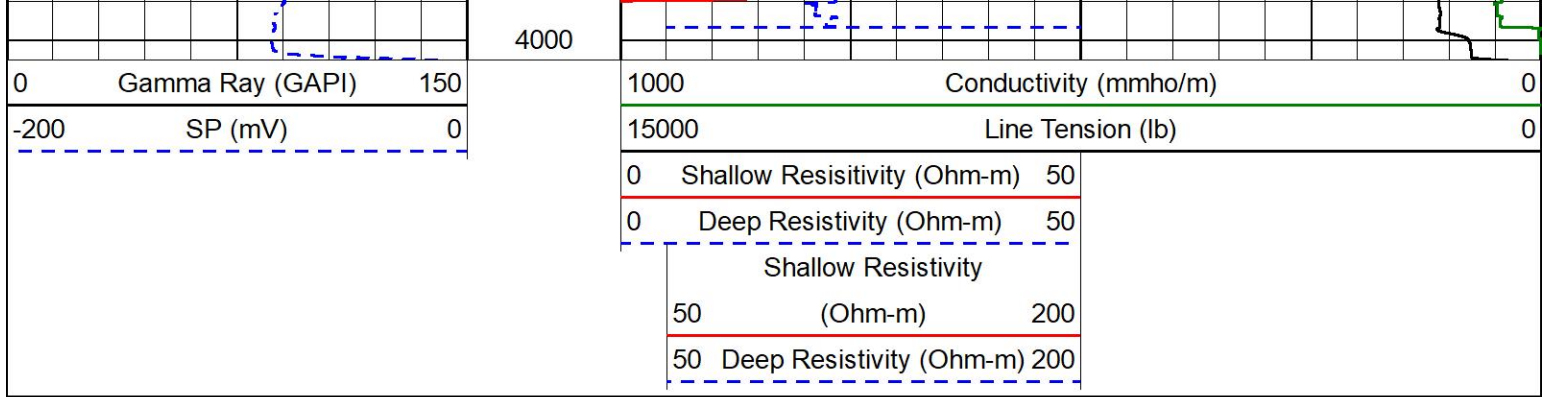 4000
0 Gamma Ray (GAPI) 150
1000 Conductivity (mmho/m) 0
-200 SP (mV) 0
15000 Line Tension (lb) 0
0 Shallow Resisitivity (Ohm-m) 50
0 Deep Resistivity (Ohm-m) 50
Shallow Resistivity
50 (Ohm-m) 200
50 Deep Resistivity (Ohm-m) 200